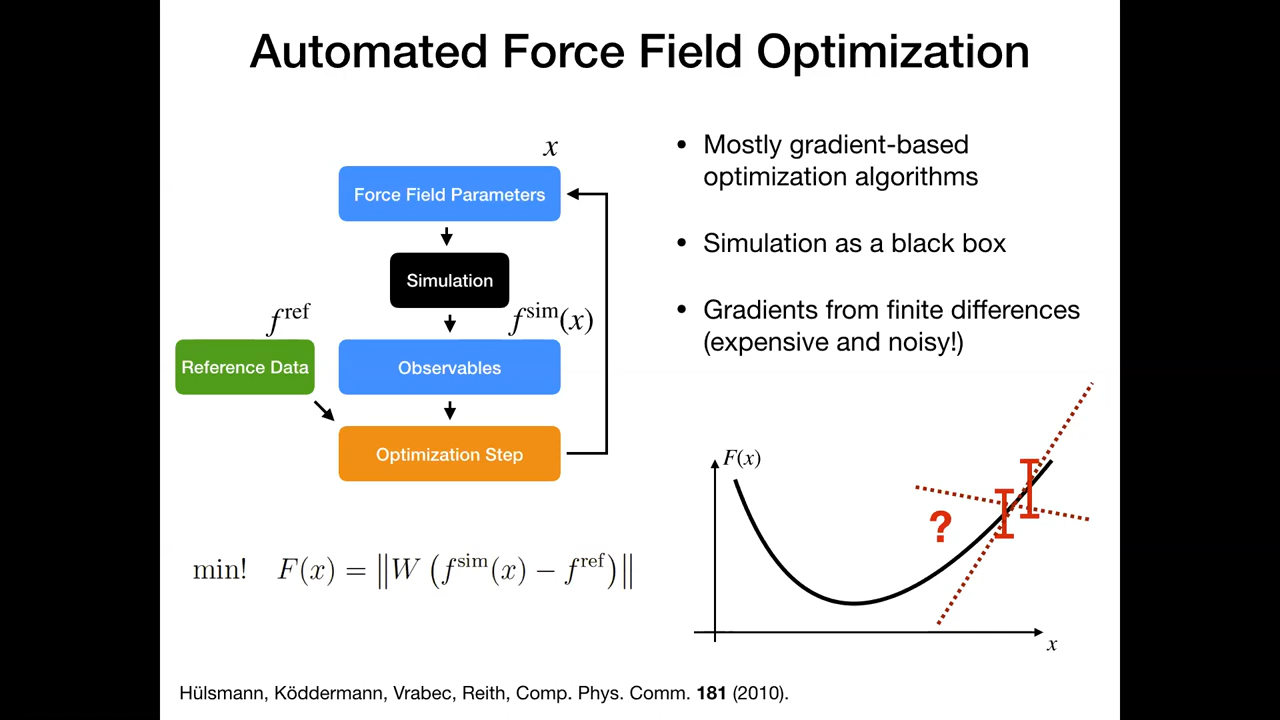 Automated Force Field Optimization
x
Force Field Parameters
Simulation
f^ref
f^sim(x)
Reference Data
Observables
Optimization Step
min! F(x) = ‖W (f^sim(x) − f^ref)‖
• Mostly gradient-based
optimization algorithms
• Simulation as a black box
• Gradients from finite differences
(expensive and noisy!)
F(x)
?
x
Hülsmann, Köddermann, Vrabec, Reith, Comp. Phys. Comm. 181 (2010).